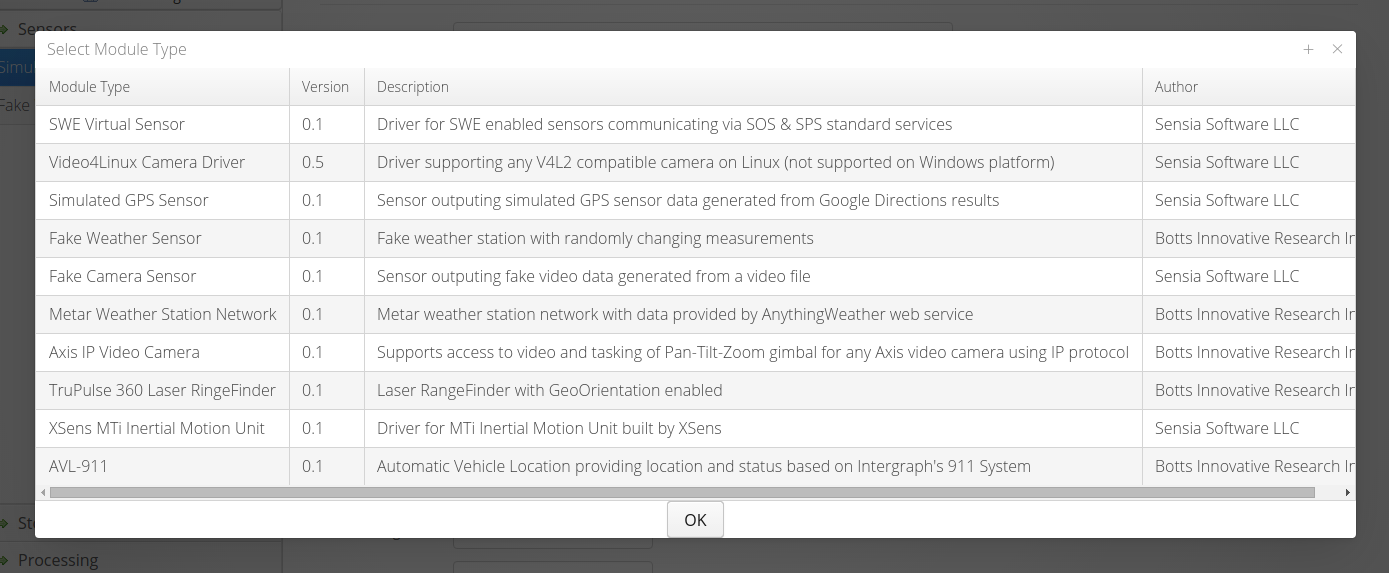 Sensors
Select Module Type
Module Type Version Description Author
SWE Virtual Sensor 0.1 Driver for SWE enabled sensors communicating via SOS & SPS standard services Sensia Software LLC
Video4Linux Camera Driver 0.5 Driver supporting any V4L2 compatible camera on Linux (not supported on Windows platform) Sensia Software LLC
Simulated GPS Sensor 0.1 Sensor outputing simulated GPS sensor data generated from Google Directions results Sensia Software LLC
Fake Weather Sensor 0.1 Fake weather station with randomly changing measurements Botts Innovative Research
Fake Camera Sensor 0.1 Sensor outputing fake video data generated from a video file Sensia Software LLC
Metar Weather Station Network 0.1 Metar weather station network with data provided by AnythingWeather web service Botts Innovative Research
Axis IP Video Camera 0.1 Supports access to video and tasking of Pan-Tilt-Zoom gimbal for any Axis video camera using IP protocol Botts Innovative Research
TruPulse 360 Laser RingeFinder 0.1 Laser RangeFinder with GeoOrientation enabled Botts Innovative Research
XSens MTi Inertial Motion Unit 0.1 Driver for MTi Inertial Motion Unit built by XSens Sensia Software LLC
AVL-911 0.1 Automatic Vehicle Location providing location and status based on Intergraph's 911 System Botts Innovative Research
OK
Simu
Fake
Processing